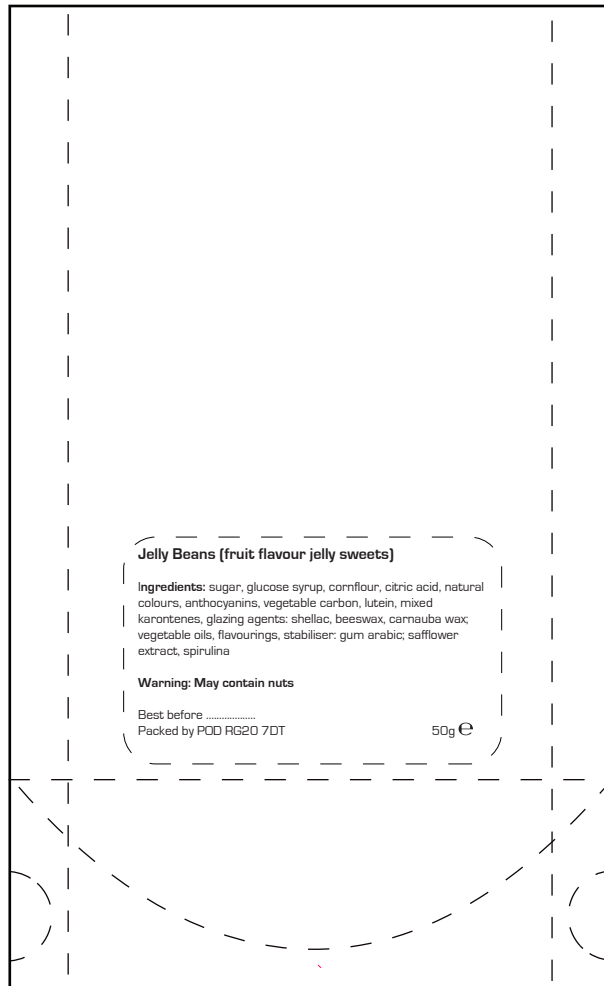 Jelly Beans (fruit flavour jelly sweets)
Ingredients: sugar, glucose syrup, cornflour, citric acid, natural
colours, anthocyanins, vegetable carbon, lutein, mixed
karontenes, glazing agents: shellac, beeswax, carnauba wax;
vegetable oils, flavourings, stabiliser: gum arabic; safflower
extract, spirulina
Warning: May contain nuts
Best before ...................
Packed by POD RG20 7DT 50g ℮